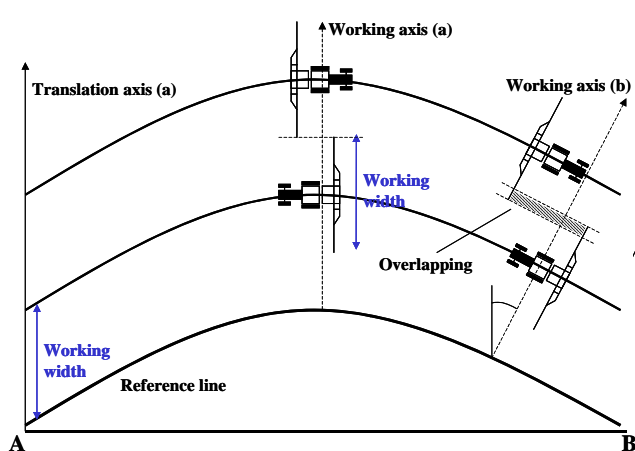 Working axis (a)
Translation axis (a)
Working axis (b)
Working
width
Overlapping
Working
width
Reference line
A
B